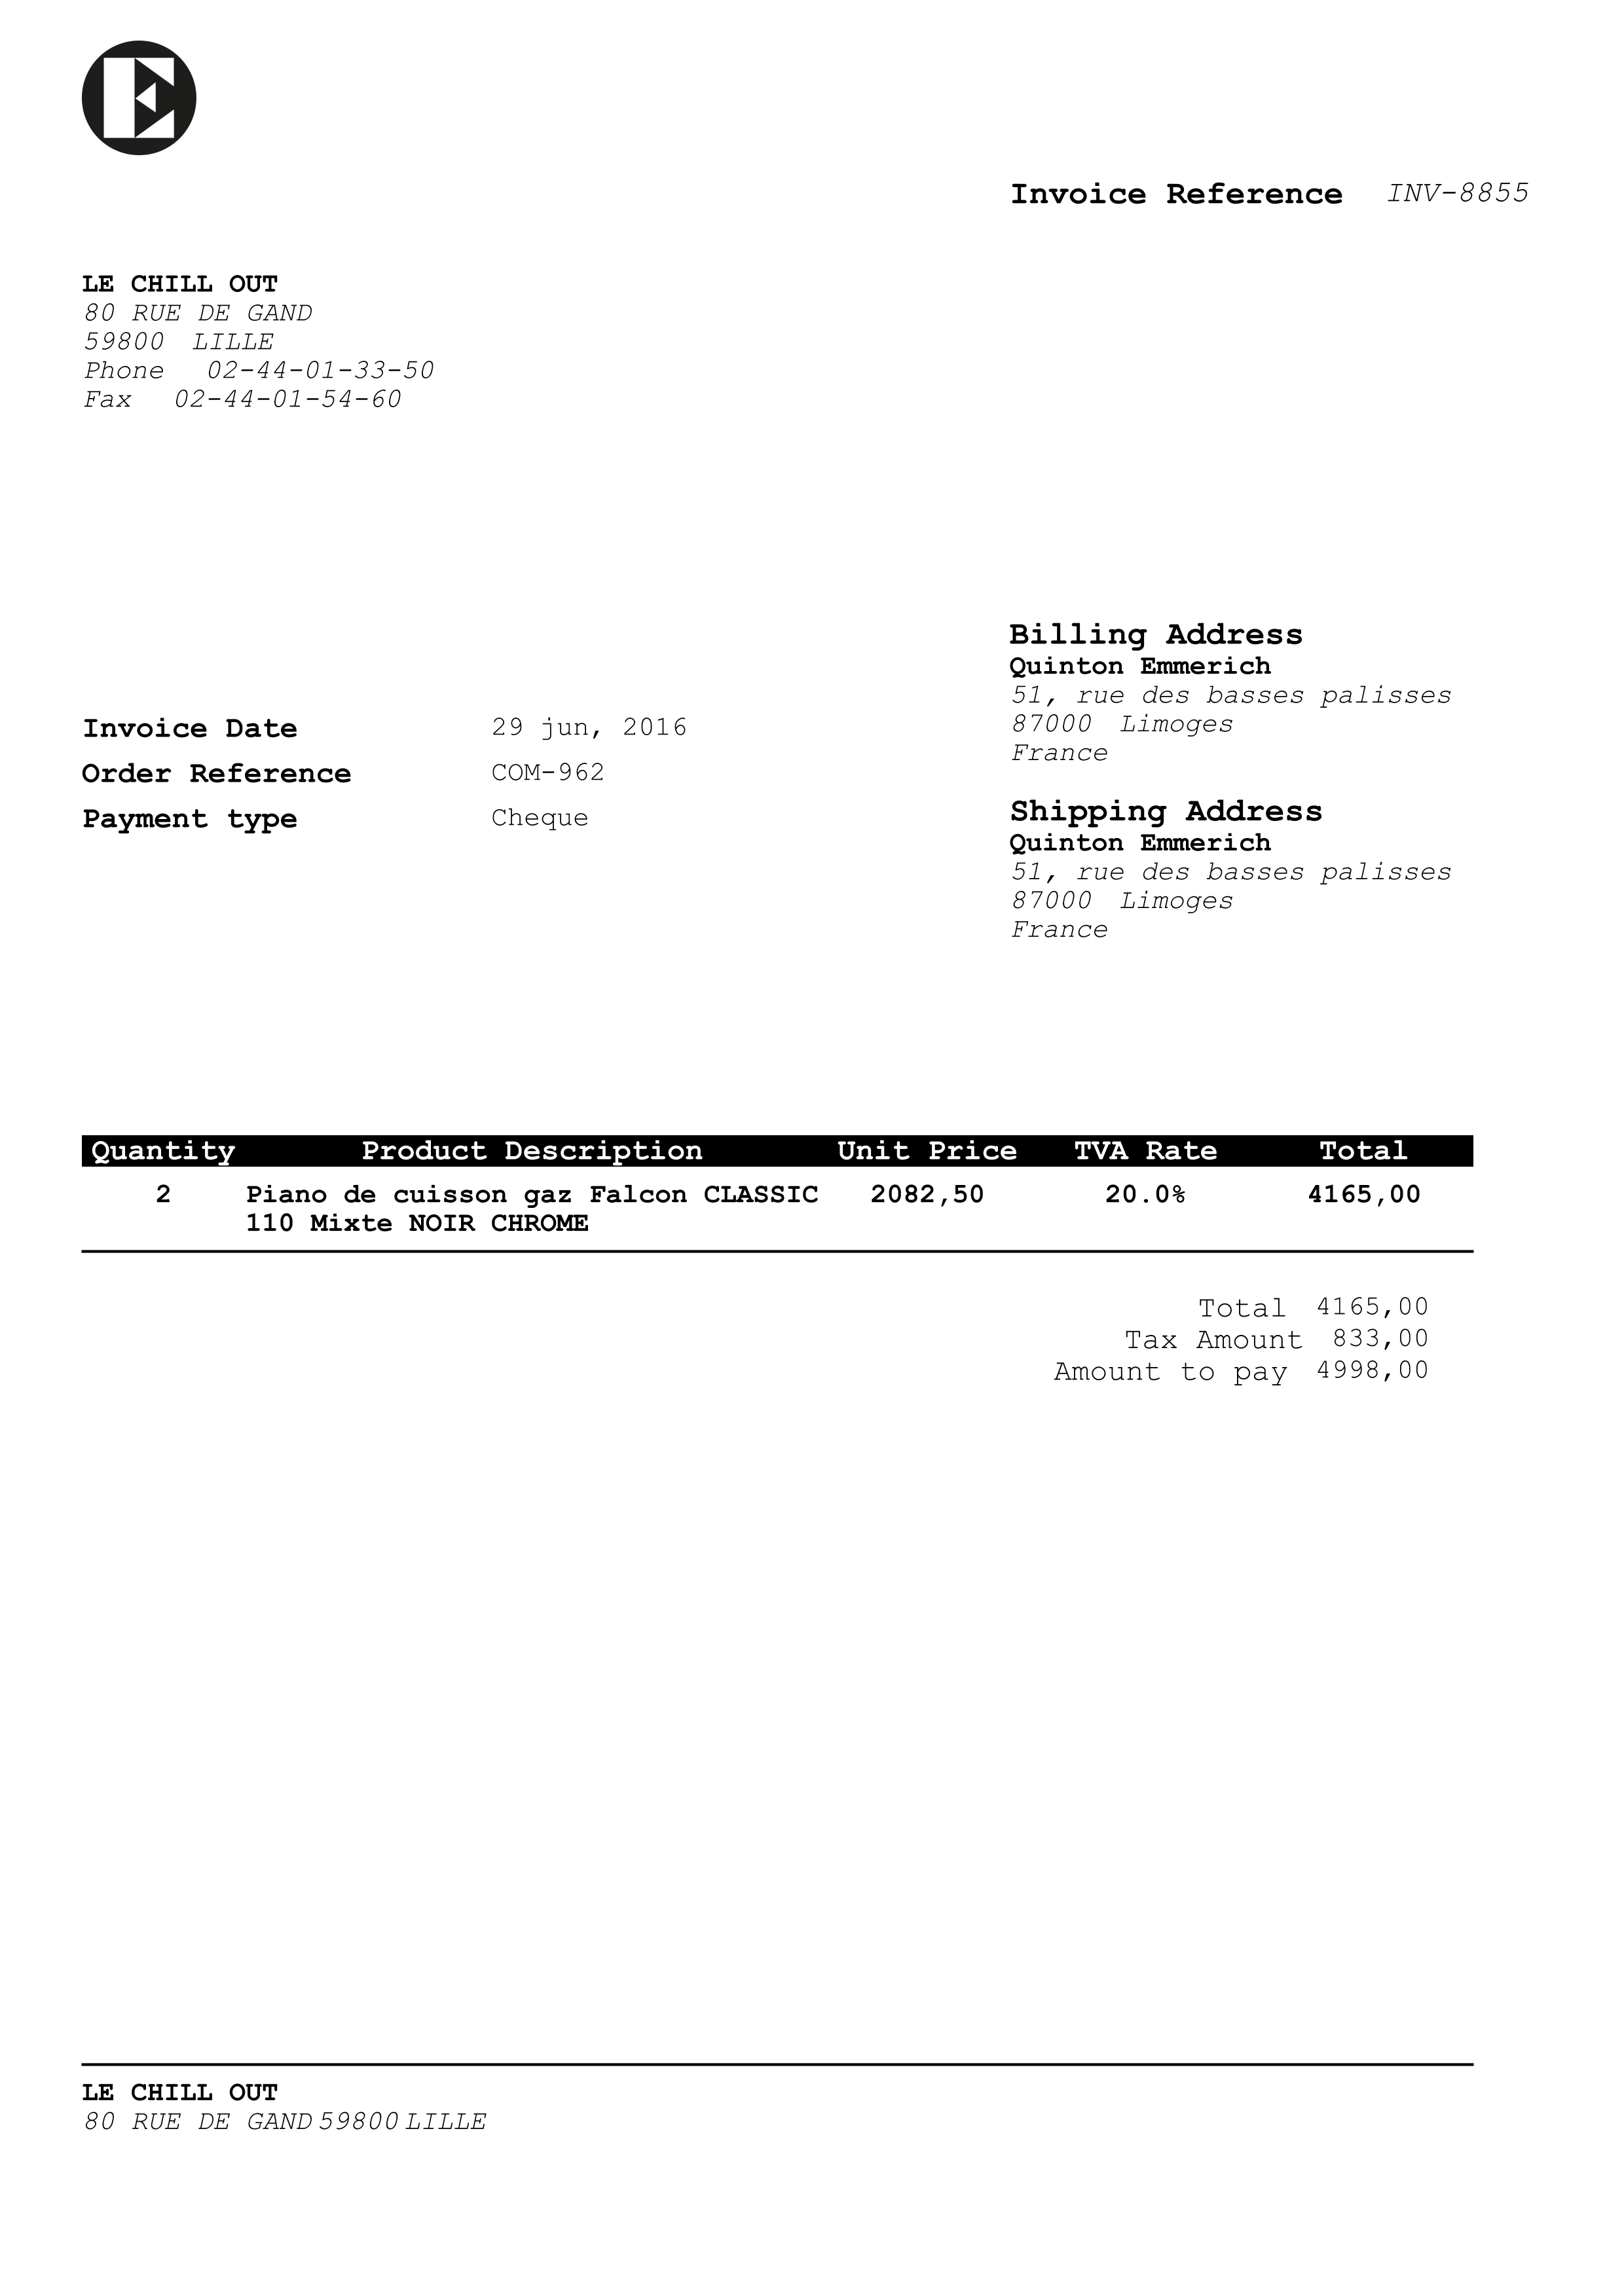 E
Invoice Reference INV-8855
LE CHILL OUT
80 RUE DE GAND
59800 LILLE
Phone 02-44-01-33-50
Fax 02-44-01-54-60
Billing Address
Quinton Emmerich
51, rue des basses palisses
87000 Limoges
France
Invoice Date 29 jun, 2016
Order Reference COM-962
Payment type Cheque
Shipping Address
Quinton Emmerich
51, rue des basses palisses
87000 Limoges
France
Quantity Product Description Unit Price TVA Rate Total
2 Piano de cuisson gaz Falcon CLASSIC 2082,50 20.0% 4165,00
110 Mixte NOIR CHROME
Total 4165,00
Tax Amount 833,00
Amount to pay 4998,00
LE CHILL OUT
80 RUE DE GAND 59800 LILLE